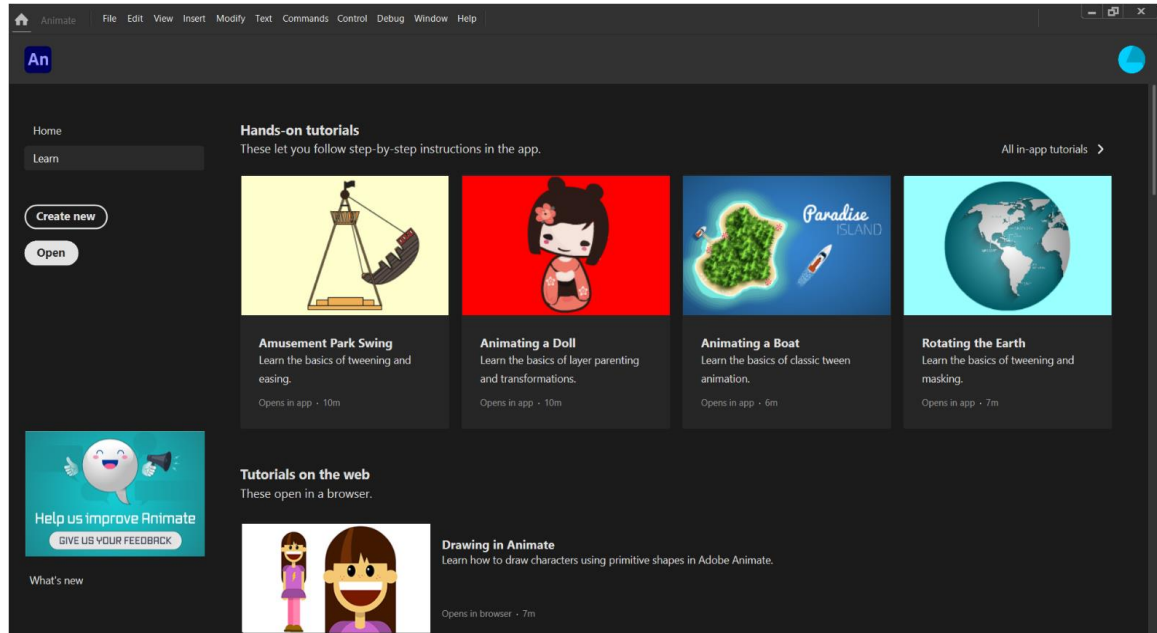 Animate File Edit View Insert Modify Text Commands Control Debug Window Help
An
Home
Learn
Create new
Open
Help us improve Animate
GIVE US YOUR FEEDBACK
What's new
Hands-on tutorials
These let you follow step-by-step instructions in the app.
All in-app tutorials
Paradise
ISLAND
Amusement Park Swing
Learn the basics of tweening and
easing.
Opens in app • 10m
Animating a Doll
Learn the basics of layer parenting
and transformations.
Opens in app • 10m
Animating a Boat
Learn the basics of classic tween
animation.
Opens in app • 6m
Rotating the Earth
Learn the basics of tweening and
masking.
Opens in app • 7m
Tutorials on the web
These open in a browser.
Drawing in Animate
Learn how to draw characters using primitive shapes in Adobe Animate.
Opens in browser • 7m